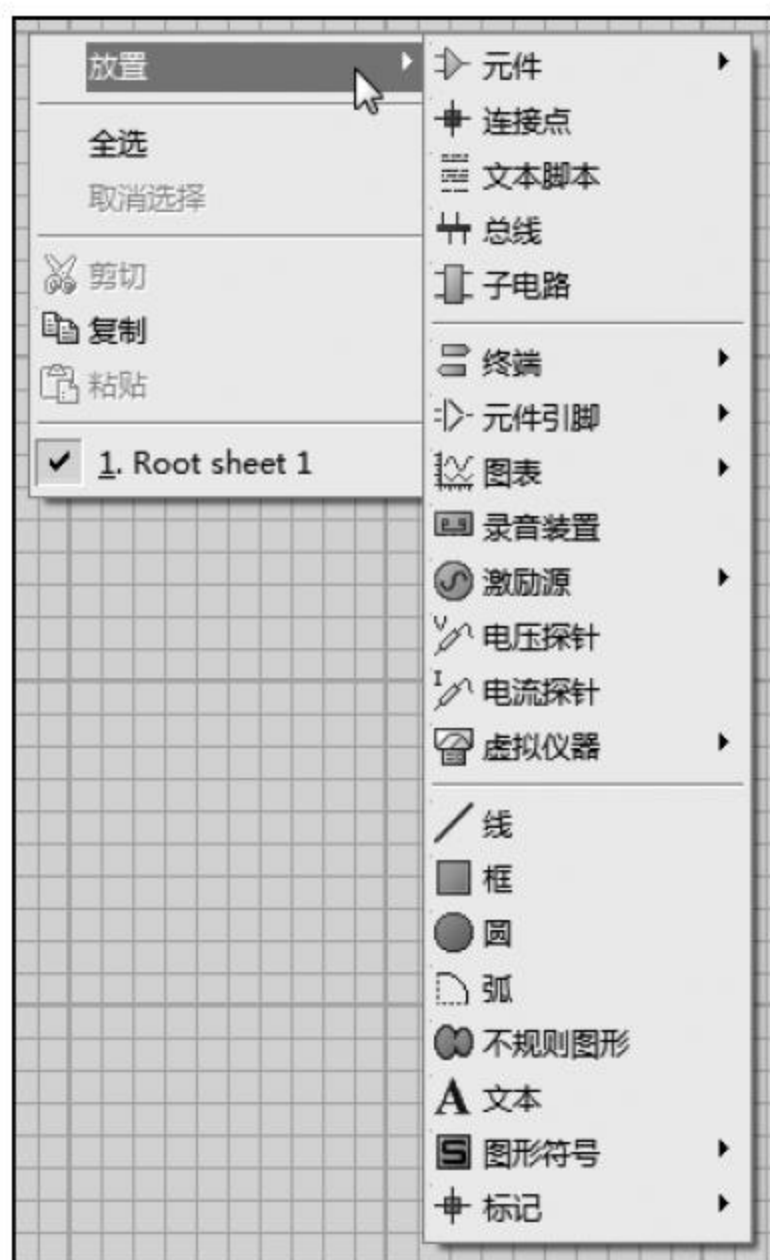 放置
全选
取消选择
剪切
复制
粘贴
1. Root sheet 1
元件
连接点
文本脚本
总线
子电路
终端
元件引脚
图表
录音装置
激励源
电压探针
电流探针
虚拟仪器
线
框
圆
弧
不规则图形
A 文本
S 图形符号
标记